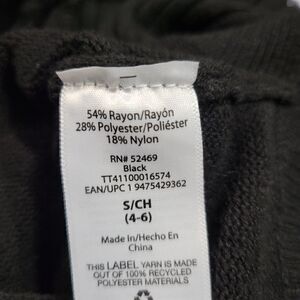 54% Rayon/Rayón
28% Polyester/Poliéster
18% Nylon
RN# 52469
Black
TT41100016574
EAN/UPC 1 9475429362
S/CH
(4-6)
Made in/Hecho En
China
THIS LABEL YARN IS MADE
OUT OF 100% RECYCLED
POLYESTER MATERIALS